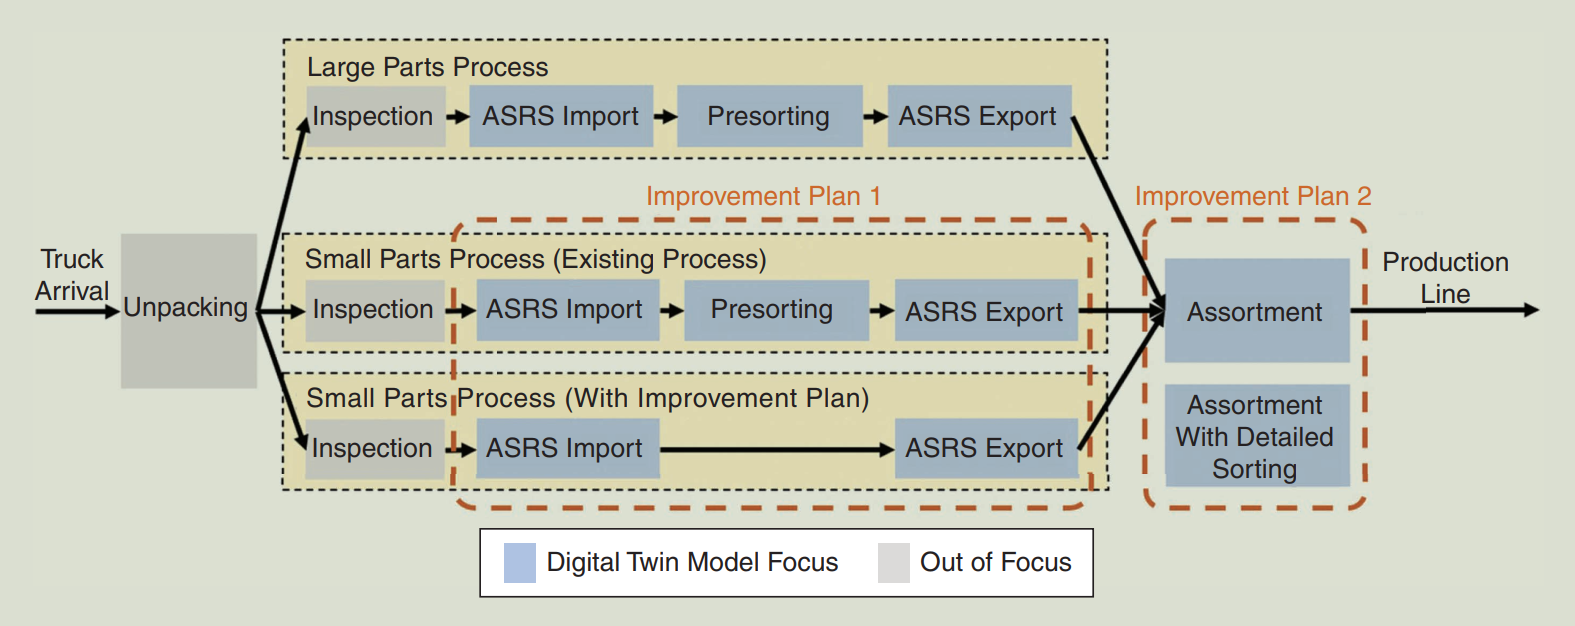 Large Parts Process
Inspection
ASRS Import
Presorting
ASRS Export
Improvement Plan 1
Improvement Plan 2
Truck
Arrival
Unpacking
Small Parts Process (Existing Process)
Inspection
ASRS Import
Presorting
ASRS Export
Assortment
Production
Line
Small Parts Process (With Improvement Plan)
Inspection
ASRS Import
ASRS Export
Assortment
With Detailed
Sorting
Digital Twin Model Focus
Out of Focus